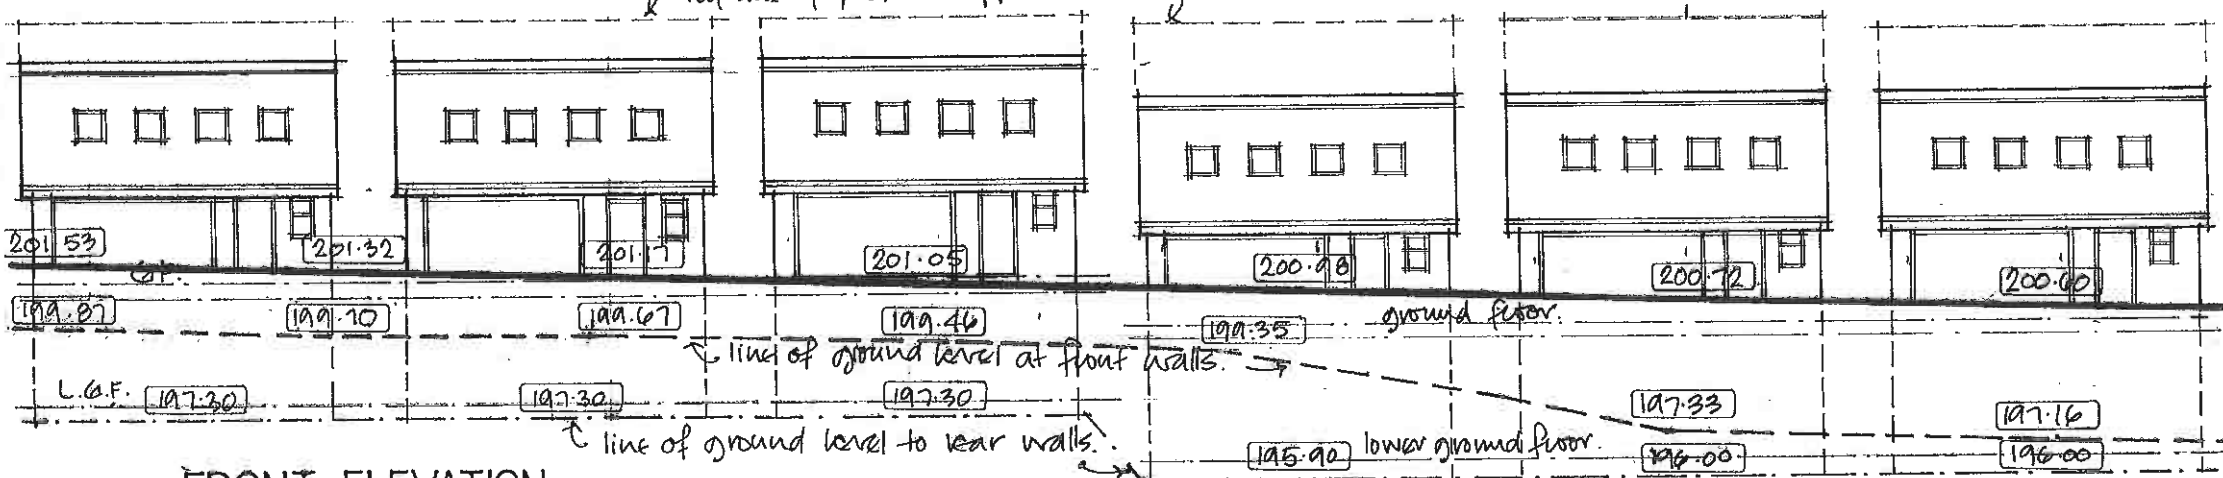 201.53
201.32
201.17
201.05
200.98
200.72
200.60
G.F.
199.87
199.70
199.67
199.46
199.35
ground floor.
line of ground level at front walls.
L.G.F.
197.30
197.30
197.30
197.33
197.16
line of ground level to rear walls.
195.90
lower ground floor.
196.00
196.00
FRONT ELEVATION